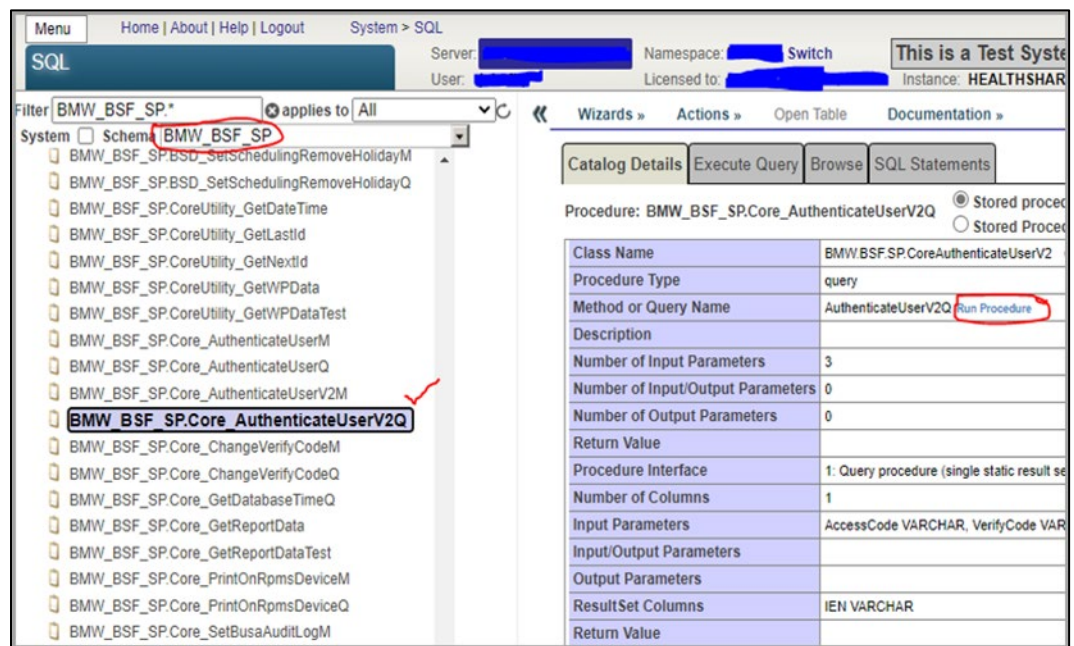 Menu Home | About | Help | Logout System > SQL
SQL
Server: Namespace: Switch This is a Test Syste
User: Licensed to: Instance: HEALTHSHAR
Filter BMW_BSF_SP.* applies to All
System Schema BMW_BSF_SP
« Wizards » Actions » Open Table Documentation »
BMW_BSF_SP.BSD_SetSchedulingRemoveHolidayM
BMW_BSF_SP.BSD_SetSchedulingRemoveHolidayQ
BMW_BSF_SP.CoreUtility_GetDateTime
BMW_BSF_SP.CoreUtility_GetLastId
BMW_BSF_SP.CoreUtility_GetNextId
BMW_BSF_SP.CoreUtility_GetWPData
BMW_BSF_SP.CoreUtility_GetWPDataTest
BMW_BSF_SP.Core_AuthenticateUserM
BMW_BSF_SP.Core_AuthenticateUserQ
BMW_BSF_SP.Core_AuthenticateUserV2M
BMW_BSF_SP.Core_AuthenticateUserV2Q
BMW_BSF_SP.Core_ChangeVerifyCodeM
BMW_BSF_SP.Core_ChangeVerifyCodeQ
BMW_BSF_SP.Core_GetDatabaseTimeQ
BMW_BSF_SP.Core_GetReportData
BMW_BSF_SP.Core_GetReportDataTest
BMW_BSF_SP.Core_PrintOnRpmsDeviceM
BMW_BSF_SP.Core_PrintOnRpmsDeviceQ
BMW_BSF_SP.Core_SetBusaAuditLogM
Catalog Details Execute Query Browse SQL Statements
Procedure: BMW_BSF_SP.Core_AuthenticateUserV2Q Stored proced
Stored Proced
Class Name BMW.BSF.SP.CoreAuthenticateUserV2
Procedure Type query
Method or Query Name AuthenticateUserV2Q Run Procedure
Description
Number of Input Parameters 3
Number of Input/Output Parameters 0
Number of Output Parameters 0
Return Value
Procedure Interface 1: Query procedure (single static result se
Number of Columns 1
Input Parameters AccessCode VARCHAR, VerifyCode VAR
Input/Output Parameters
Output Parameters
ResultSet Columns IEN VARCHAR
Return Value